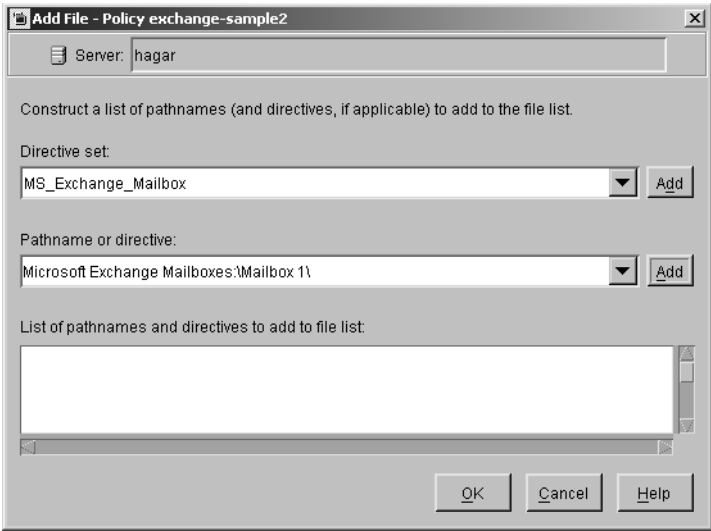 Add File - Policy exchange-sample2
Server: hagar
Construct a list of pathnames (and directives, if applicable) to add to the file list.
Directive set:
MS_Exchange_Mailbox Add
Pathname or directive:
Microsoft Exchange Mailboxes:\Mailbox 1\ Add
List of pathnames and directives to add to file list:
OK Cancel Help